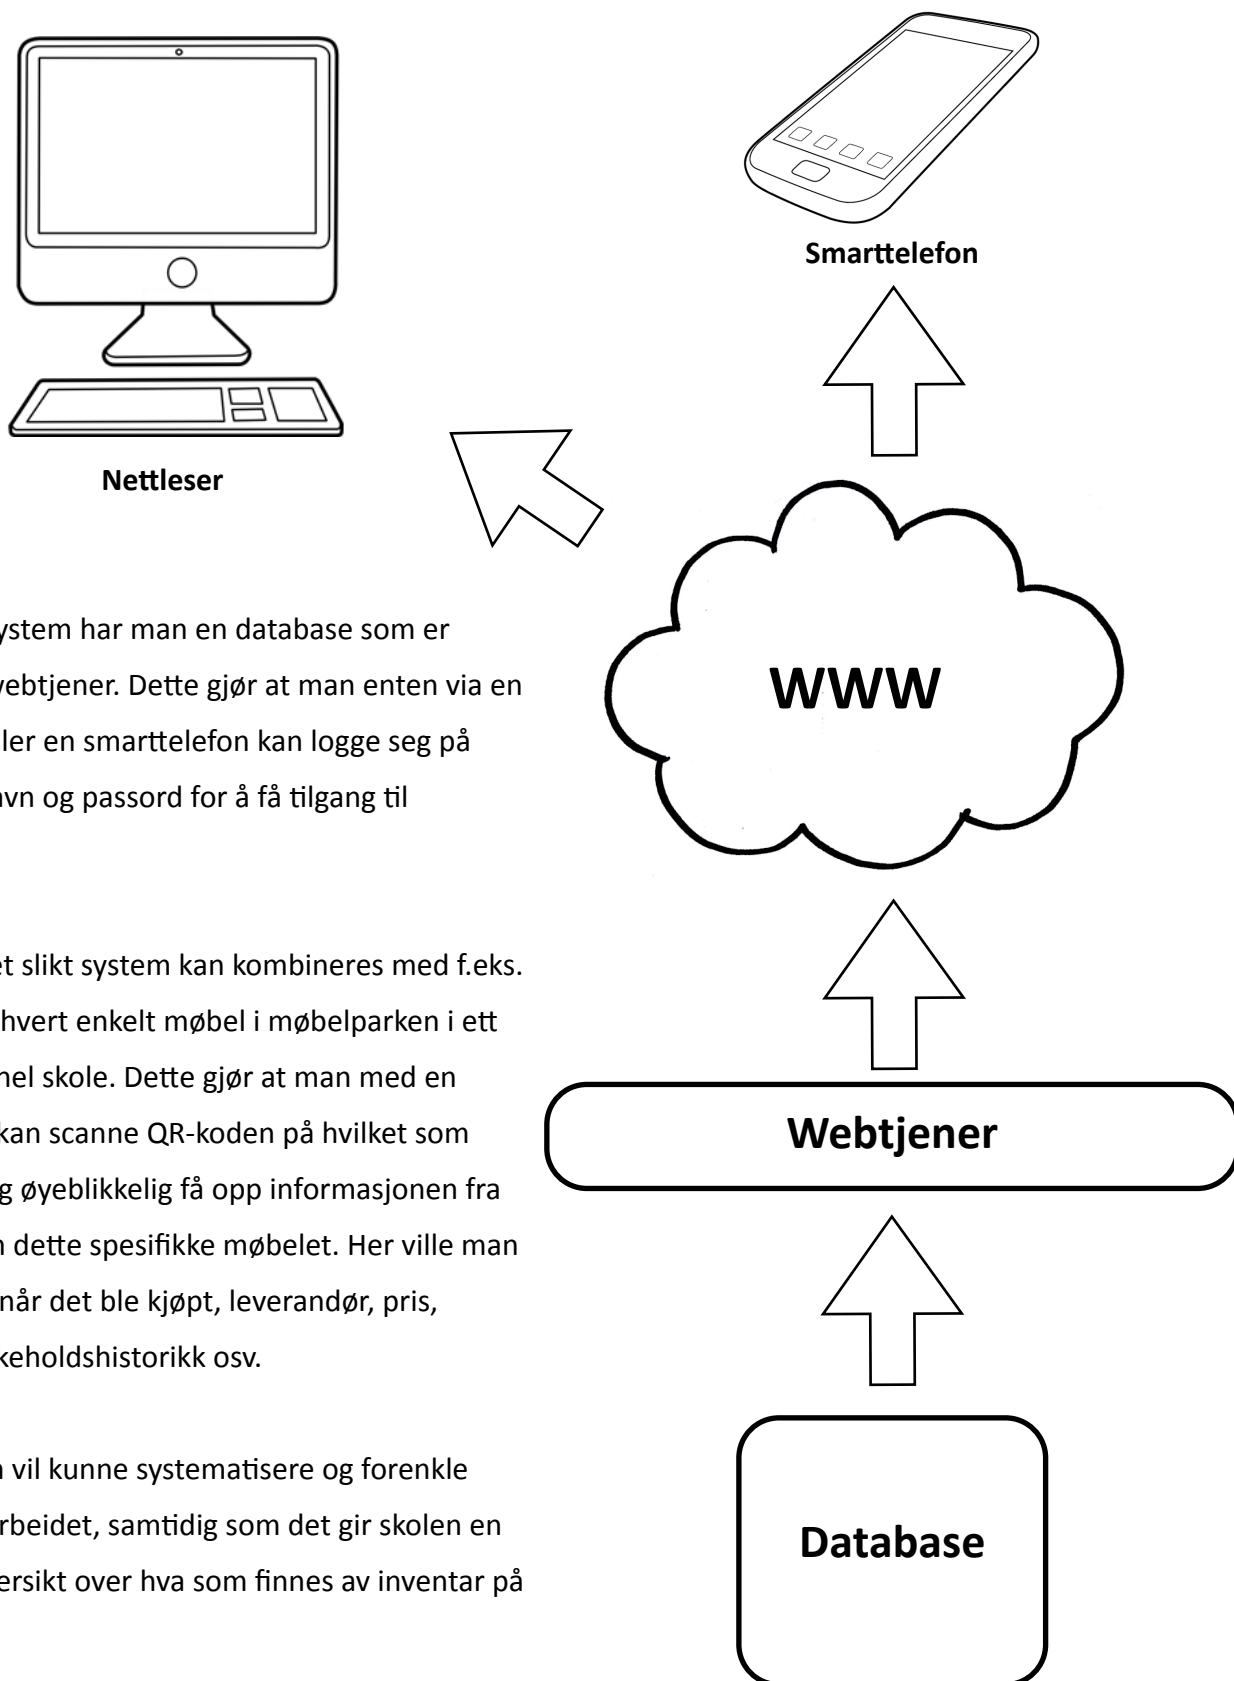 Smarttelefon
Nettleser
ystem har man en database som er
webtjener. Dette gjør at man enten via en
ler en smarttelefon kan logge seg på
avn og passord for å få tilgang til
WWW
et slikt system kan kombineres med f.eks.
hvert enkelt møbel i møbelparken i ett
hel skole. Dette gjør at man med en
kan scanne QR-koden på hvilket som
g øyeblikkelig få opp informasjonen fra
n dette spesifikke møbelet. Her ville man
når det ble kjøpt, leverandør, pris,
keholdshistorikk osv.
Webtjener
n vil kunne systematisere og forenkle
rbeidet, samtidig som det gir skolen en
ersikt over hva som finnes av inventar på
Database